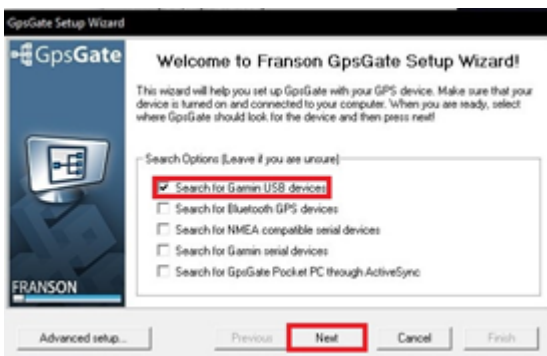 GpsGate Setup Wizard
GpsGate
Welcome to Franson GpsGate Setup Wizard!
This wizard will help you set up GpsGate with your GPS device. Make sure that your
device is turned on and connected to your computer. When you are ready, select
where GpsGate should look for the device and then press next!
Search Options (Leave if you are unsure)
Search for Garmin USB devices
Search for Bluetooth GPS devices
Search for NMEA compatible serial devices
Search for Garmin serial devices
Search for GpsGate Pocket PC through ActiveSync
FRANSON
Advanced setup...
Previous
Next
Cancel
Finish